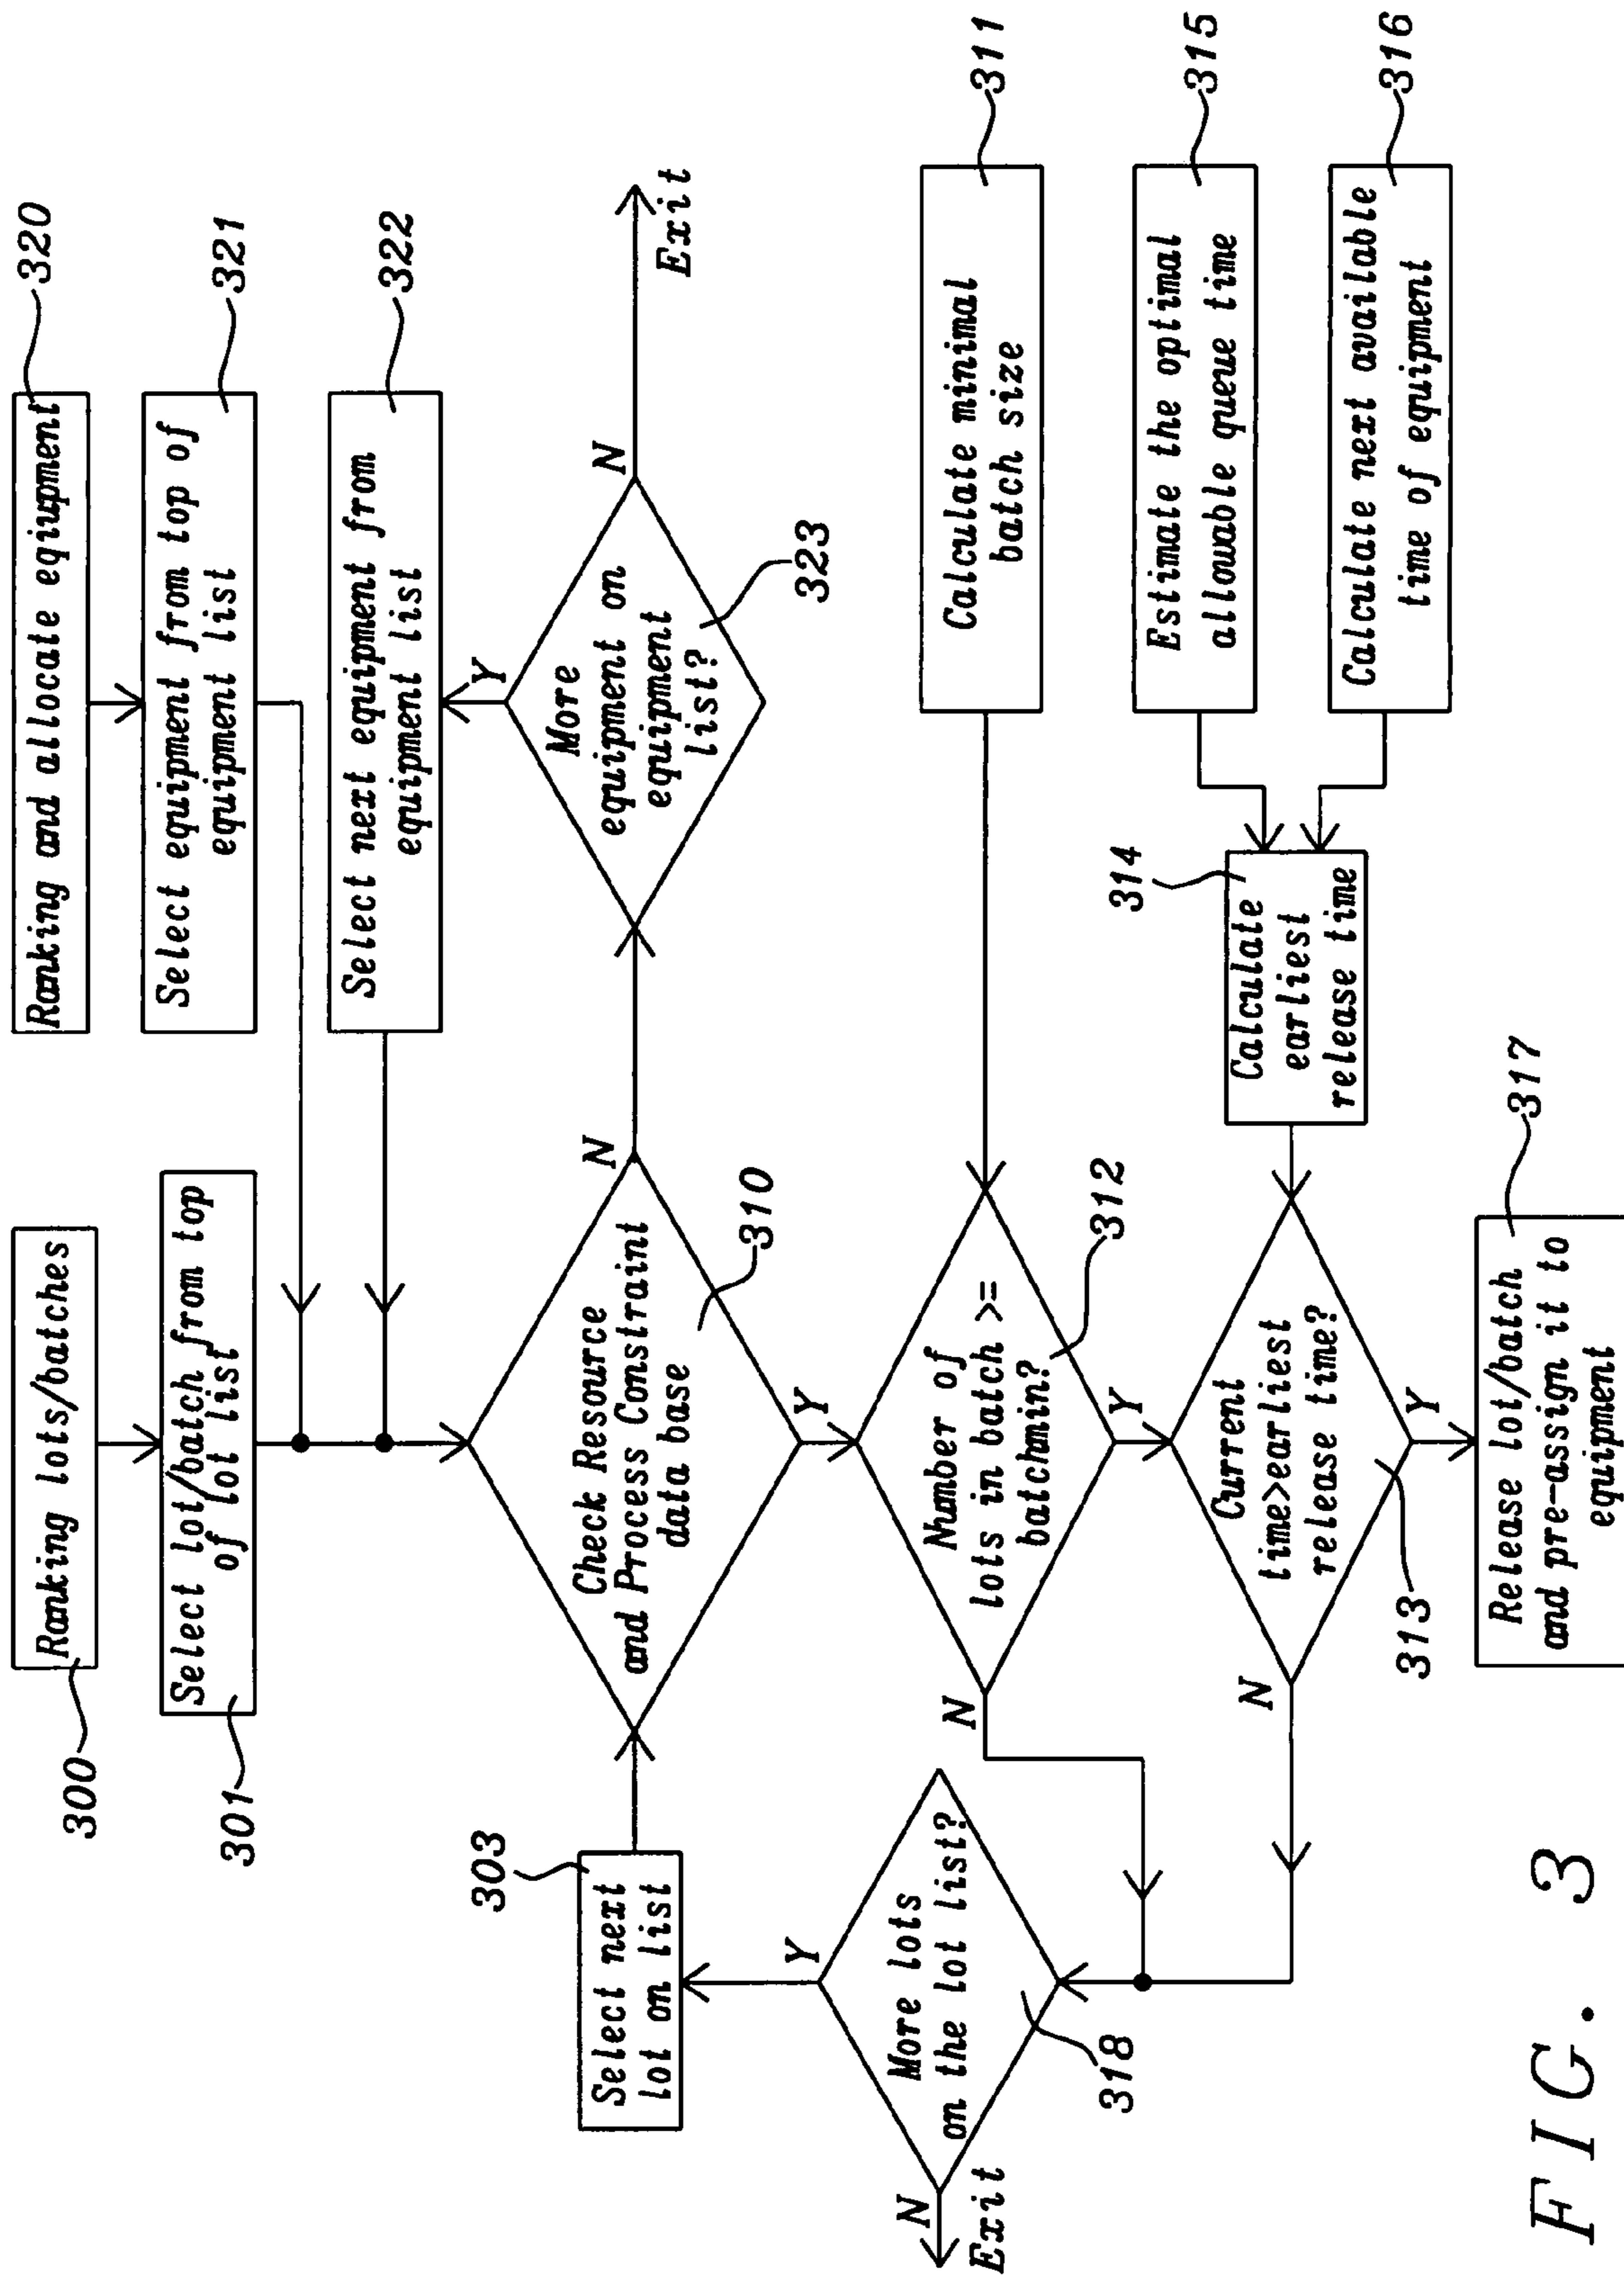 300
Ranking lots/batches
301
Select lot/batch from top
of lot list
Ranking and allocate eqiupment
320
Select equipment from top of
equipment list
321
Select next equipment from
equipment list
322
303
Select next
lot on list
Check Resource
and Process Constraint
data base
310
N
Y
More
equipment on
equipment
list?
323
Y
N
Exit
More lots
on the lot list?
318
Y
N
Exit
Number of
lots in batch >=
batchmin?
312
N
Y
Calculate minimal
batch size
311
Current
time>earliest
release time?
313
N
Y
Calculate
earliest
release time
314
Estimate the optimal
allowable queue time
315
Calculate next available
time of equipment
316
Release lot/batch
and pre-assign it to
equipment
317
FIG. 3